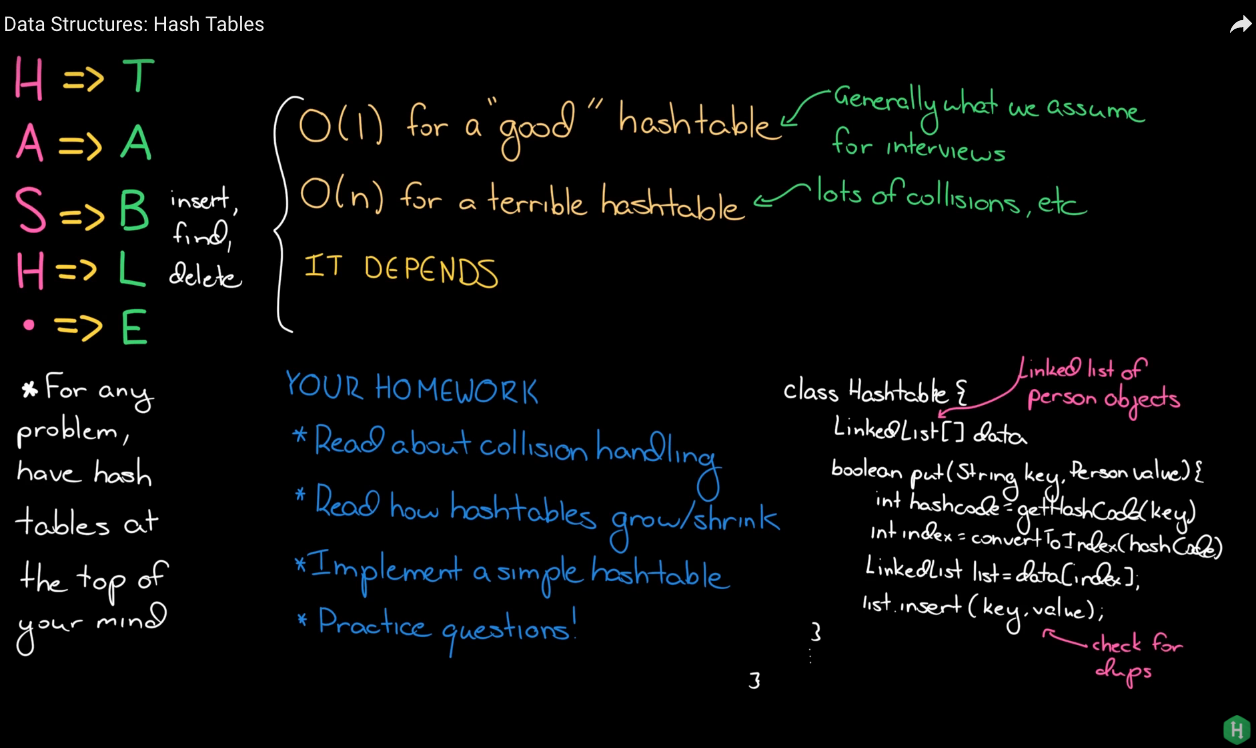 Data Structures: Hash Tables
H => T
A => A
S => B
H => L
• => E
insert,
find,
delete
O(1) for a "good" hashtable
O(n) for a terrible hashtable
IT DEPENDS
Generally what we assume
for interviews
lots of collisions, etc
* For any
problem,
have hash
tables at
the top of
your mind
YOUR HOMEWORK
* Read about collision handling
* Read how hashtables grow/shrink
* Implement a simple hashtable
* Practice questions!
Linked list of
person objects
class Hashtable {
LinkedList[] data
boolean put(String key, Person value) {
int hashcode = getHashCode(key)
int index = convertToIndex(hashCode)
LinkedList list = data[index];
list.insert(key, value);
}
check for
dups
}
H